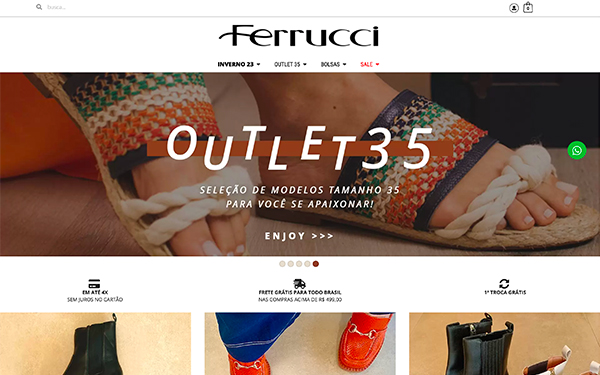 busca...
0
Ferrucci
INVERNO 23 OUTLET 35 BOLSAS SALE
OUTLET35
SELEÇÃO DE MODELOS TAMANHO 35
PARA VOCÊ SE APAIXONAR!
ENJOY >>>
EM ATÉ 4X
SEM JUROS NO CARTÃO
FRETE GRÁTIS PARA TODO BRASIL
NAS COMPRAS ACIMA DE R$ 499,00
1ª TROCA GRÁTIS